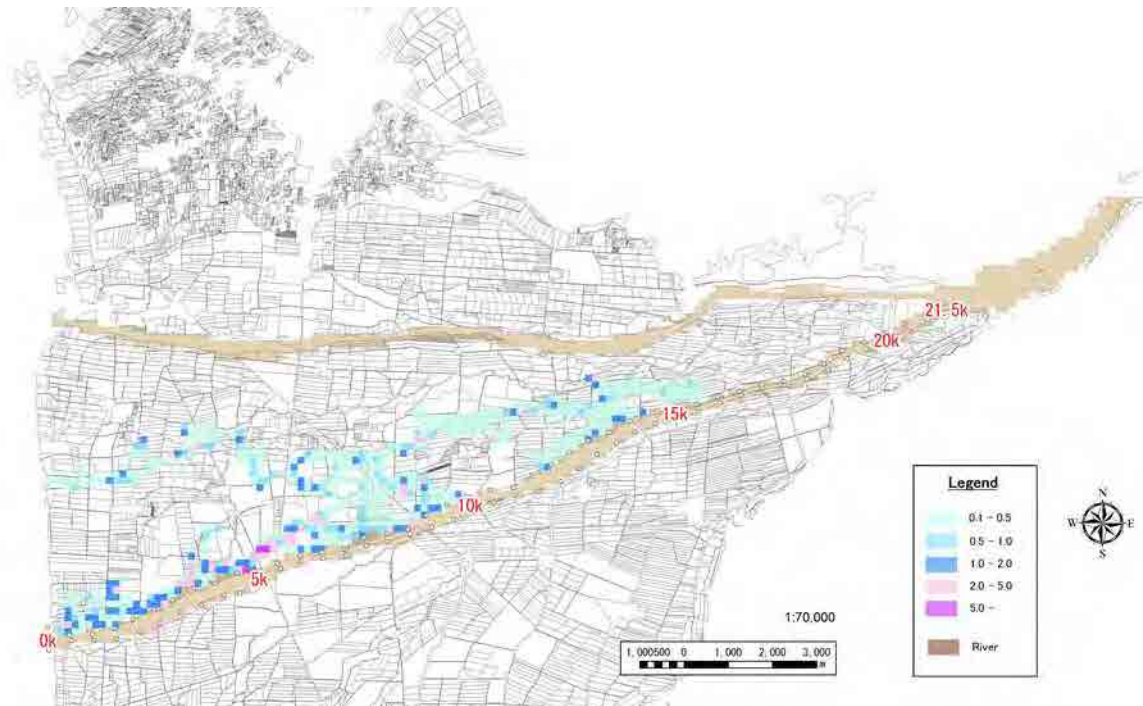 21.5k
20k
15k
10k
5k
0k
Legend
0.1 - 0.5
0.5 - 1.0
1.0 - 2.0
2.0 - 5.0
5.0 -
River
N
W E
S
1:70,000
1,000500 0 1,000 2,000 3,000
m